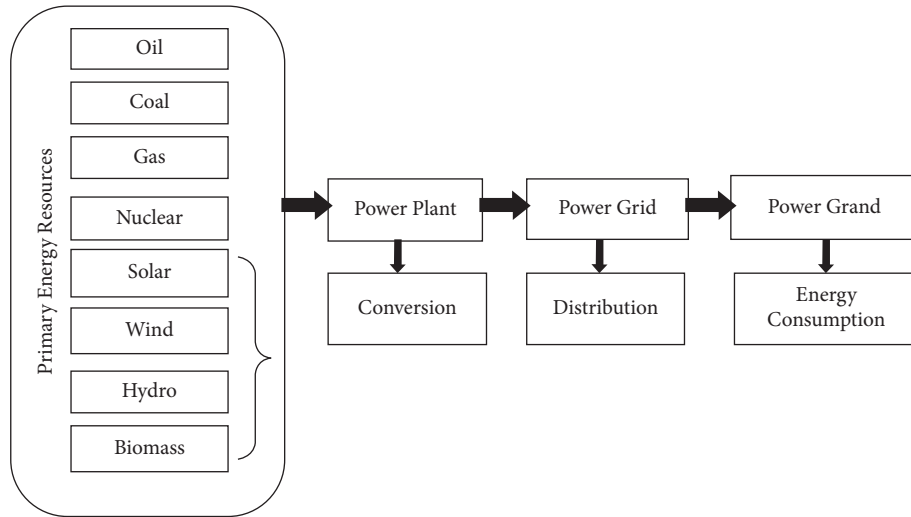 Primary Energy Resources
Oil
Coal
Gas
Nuclear
Solar
Wind
Hydro
Biomass
Power Plant
Power Grid
Power Grand
Conversion
Distribution
Energy
Consumption